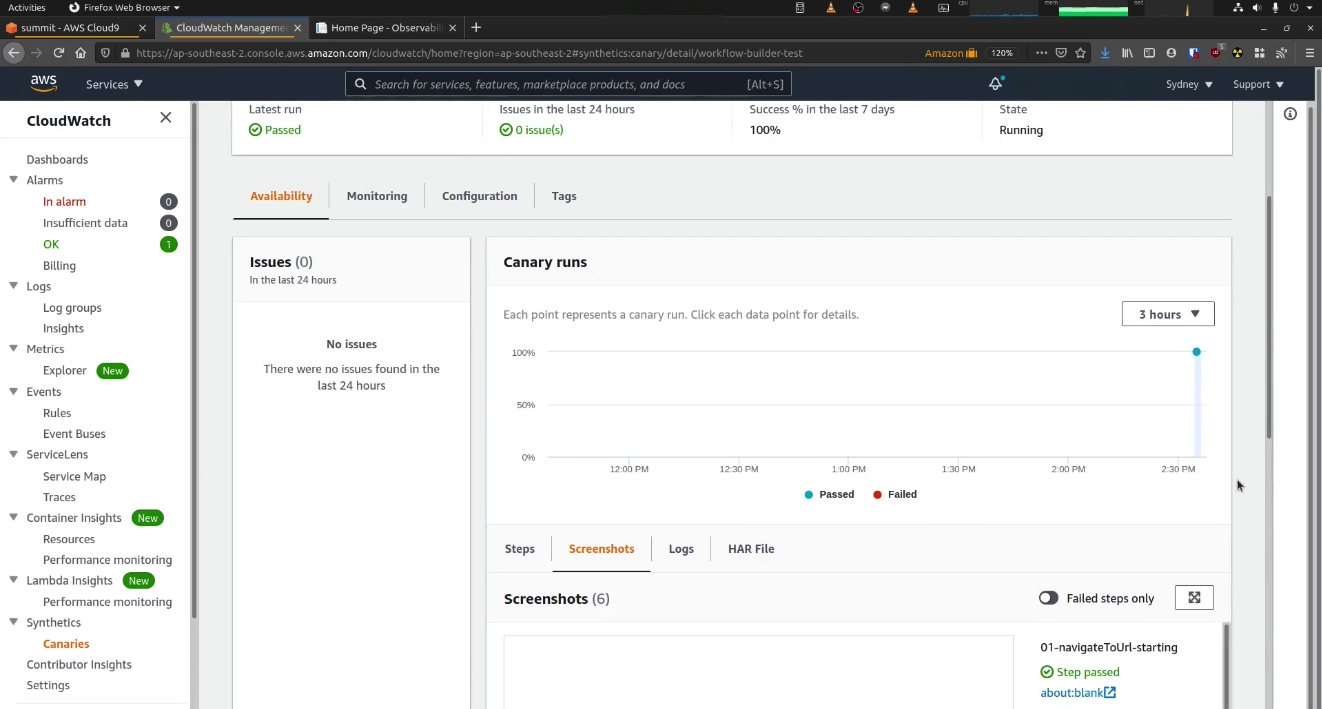 Activities Firefox Web Browser
cpu mem net
summit - AWS Cloud9 CloudWatch Managemen Home Page - Observabil
https://ap-southeast-2.console.aws.amazon.com/cloudwatch/home?region=ap-southeast-2#synthetics:canary/detail/workflow-builder-test Amazon 120% 5
aws Services Search for services, features, marketplace products, and docs [Alt+S] Sydney Support
CloudWatch
Dashboards
Alarms
In alarm 0
Insufficient data 0
OK 1
Billing
Logs
Log groups
Insights
Metrics
Explorer New
Events
Rules
Event Buses
ServiceLens
Service Map
Traces
Container Insights New
Resources
Performance monitoring
Lambda Insights New
Performance monitoring
Synthetics
Canaries
Contributor Insights
Settings
Latest run Issues in the last 24 hours Success % in the last 7 days State
Passed 0 issue(s) 100% Running
Availability Monitoring Configuration Tags
Issues (0)
In the last 24 hours
No issues
There were no issues found in the
last 24 hours
Canary runs
Each point represents a canary run. Click each data point for details. 3 hours
100%
50%
0%
12:00 PM 12:30 PM 1:00 PM 1:30 PM 2:00 PM 2:30 PM
Passed Failed
Steps Screenshots Logs HAR File
Screenshots (6) Failed steps only
01-navigateToUrl-starting
Step passed
about:blank